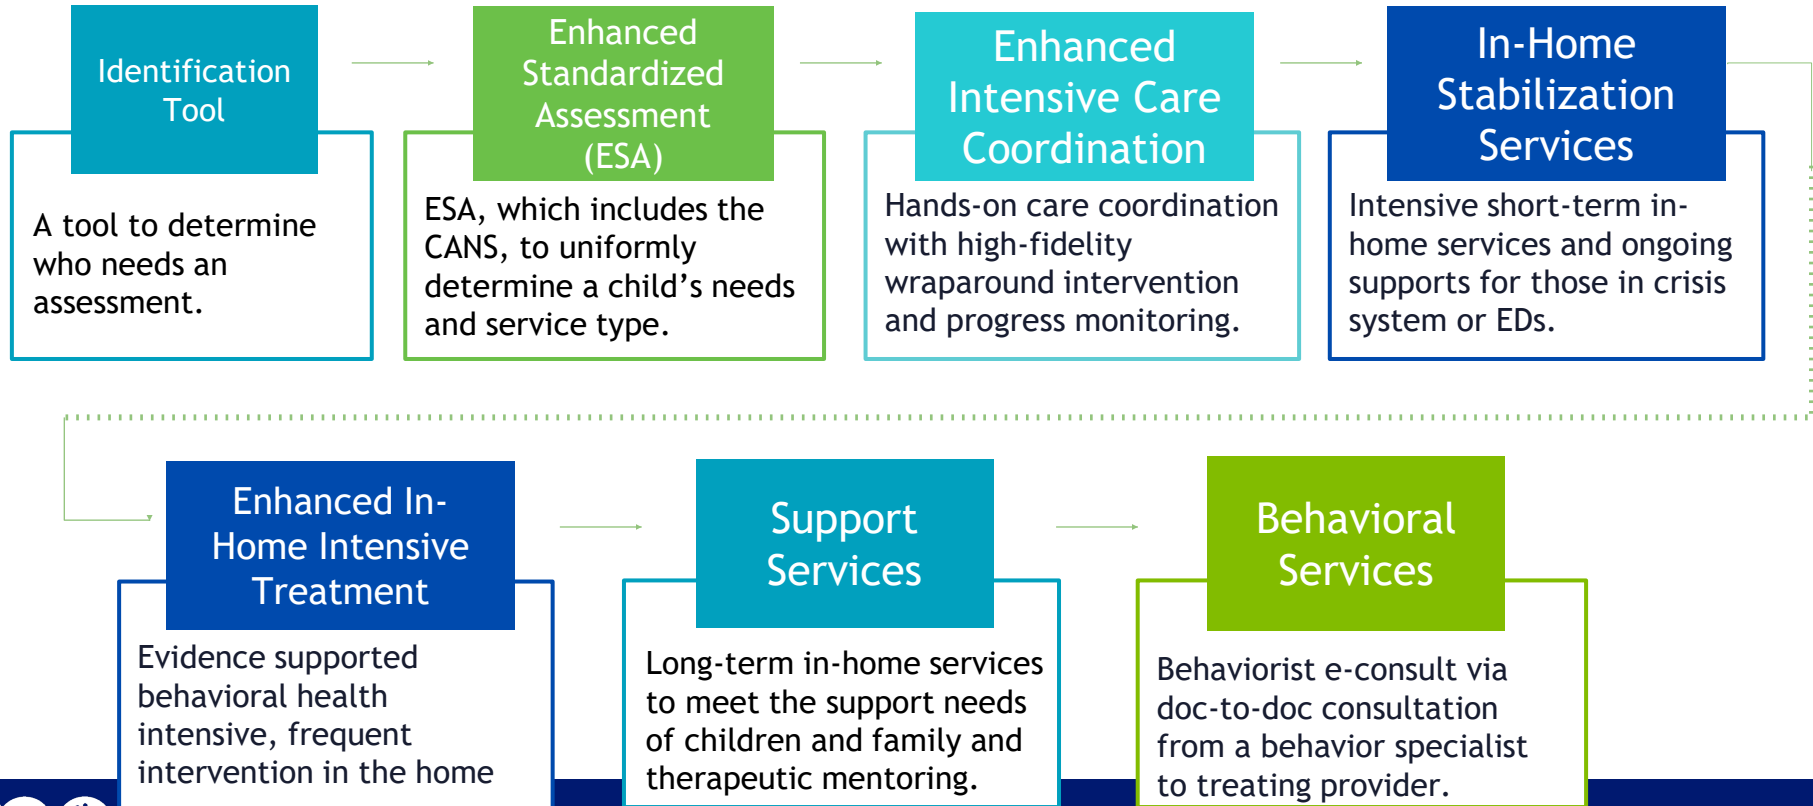 Identification
Tool
A tool to determine
who needs an
assessment.
Enhanced
Standardized
Assessment
(ESA)
ESA, which includes the
CANS, to uniformly
determine a child’s needs
and service type.
Enhanced
Intensive Care
Coordination
Hands-on care coordination
with high-fidelity
wraparound intervention
and progress monitoring.
In-Home
Stabilization
Services
Intensive short-term in-
home services and ongoing
supports for those in crisis
system or EDs.
Enhanced In-
Home Intensive
Treatment
Evidence supported
behavioral health
intensive, frequent
intervention in the home
Support
Services
Long-term in-home services
to meet the support needs
of children and family and
therapeutic mentoring.
Behavioral
Services
Behaviorist e-consult via
doc-to-doc consultation
from a behavior specialist
to treating provider.